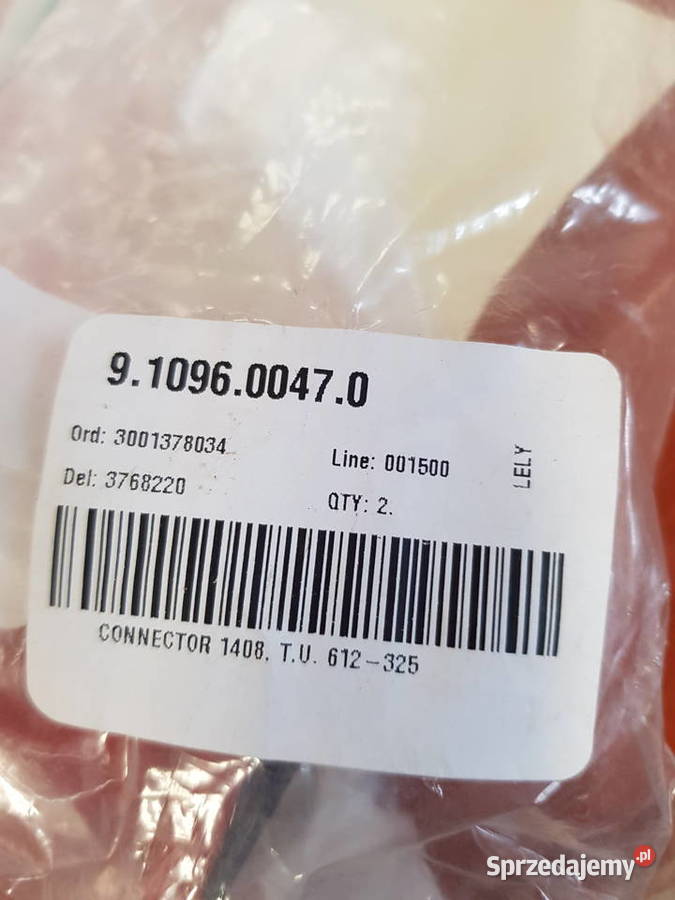 9.1096.0047.0
Ord: 3001378034
Line: 001500
LELY
Del: 3768220
QTY: 2.
CONNECTOR 1408, T.U. 612-325
Sprzedajemy.pl